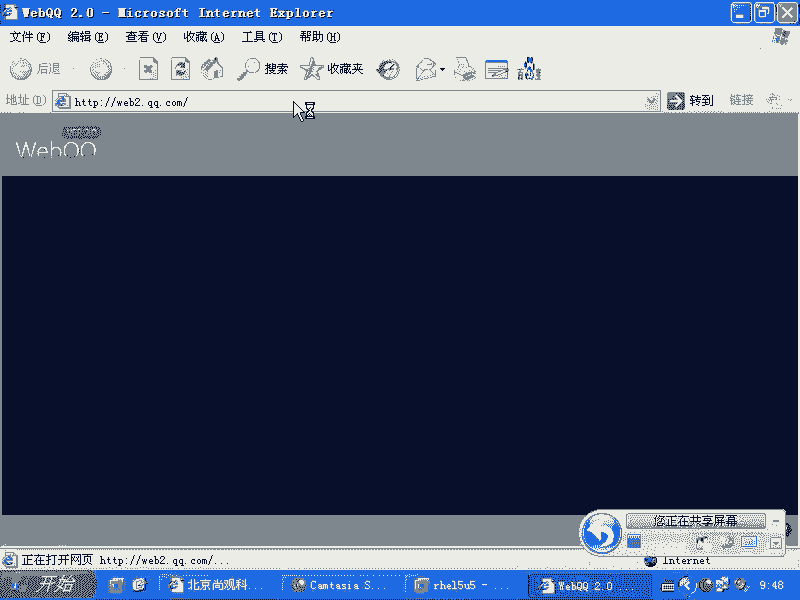 WebQQ 2.0 - Microsoft Internet Explorer
文件(F) 编辑(E) 查看(V) 收藏(A) 工具(T) 帮助(H)
后退 搜索 收藏夹
地址(D) http://web2.qq.com/ 转到 链接
WebQQ
您正在共享屏幕
正在打开网页 http://web2.qq.com/... Internet
开始 北京尚观科... Camtasia S... rhel5u5 - ... WebQQ 2.0 ... 9:48